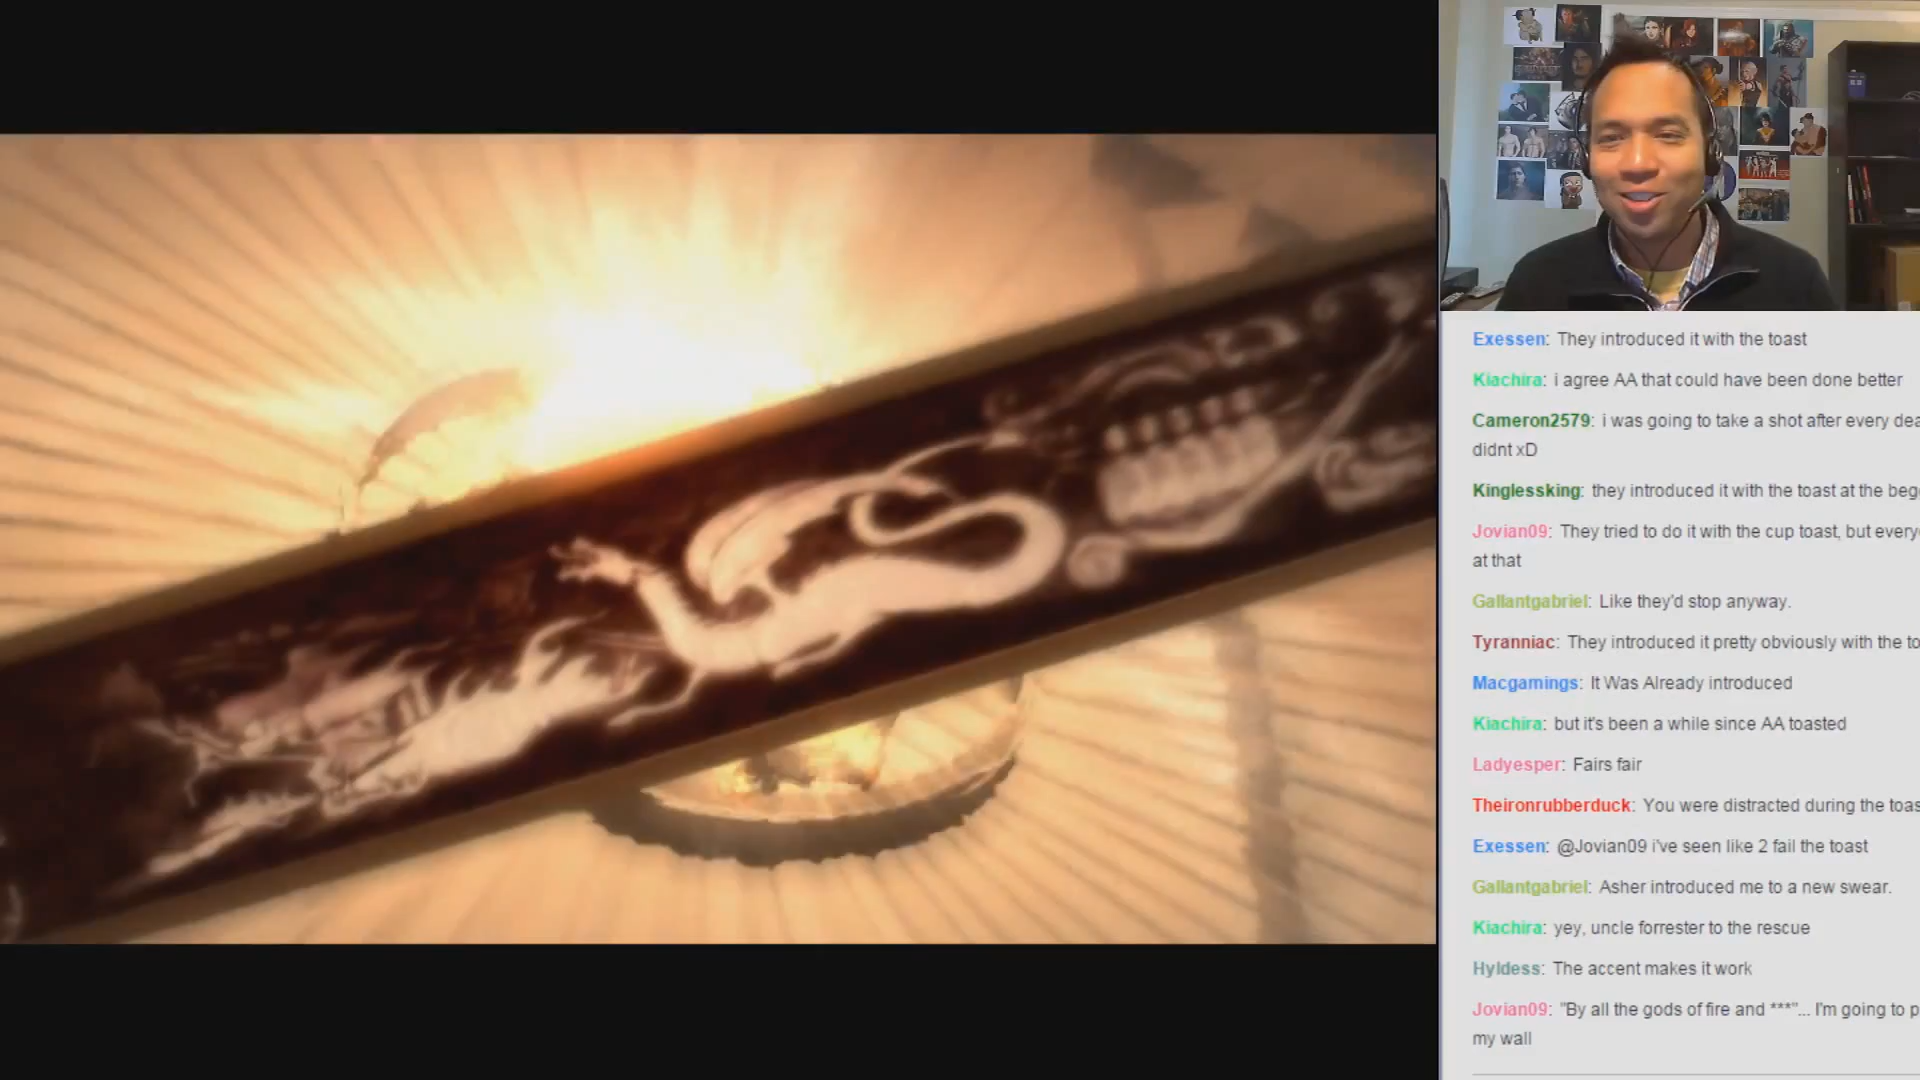 Exessen: They introduced it with the toast
Kiachira: i agree AA that could have been done better
Cameron2579: i was going to take a shot after every dea
didnt xD
Kinglessking: they introduced it with the toast at the beg
Jovian09: They tried to do it with the cup toast, but every
at that
Gallantgabriel: Like they'd stop anyway.
Tyranniac: They introduced it pretty obviously with the to
Macgamings: It Was Already introduced
Kiachira: but it's been a while since AA toasted
Ladyesper: Fairs fair
Theironrubberduck: You were distracted during the toas
Exessen: @Jovian09 i've seen like 2 fail the toast
Gallantgabriel: Asher introduced me to a new swear.
Kiachira: yey, uncle forrester to the rescue
Hyldess: The accent makes it work
Jovian09: "By all the gods of fire and ***"... I'm going to p
my wall